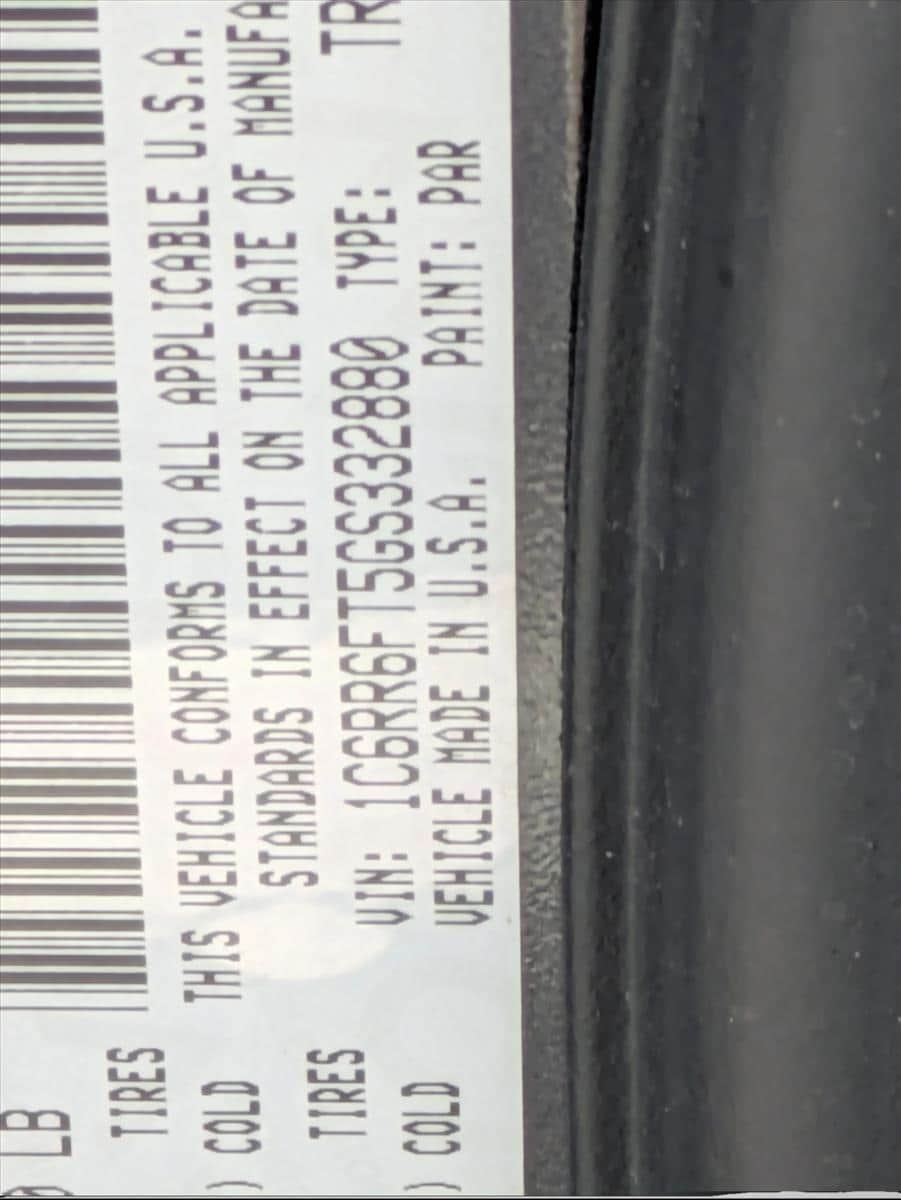 0 LB
TIRES
) COLD
TIRES
) COLD
THIS VEHICLE CONFORMS TO ALL APPLICABLE U.S.A.
STANDARDS IN EFFECT ON THE DATE OF MANUFA
VIN: 1C6RR6FT5GS332880 TYPE: TR
VEHICLE MADE IN U.S.A. PAINT: PAR